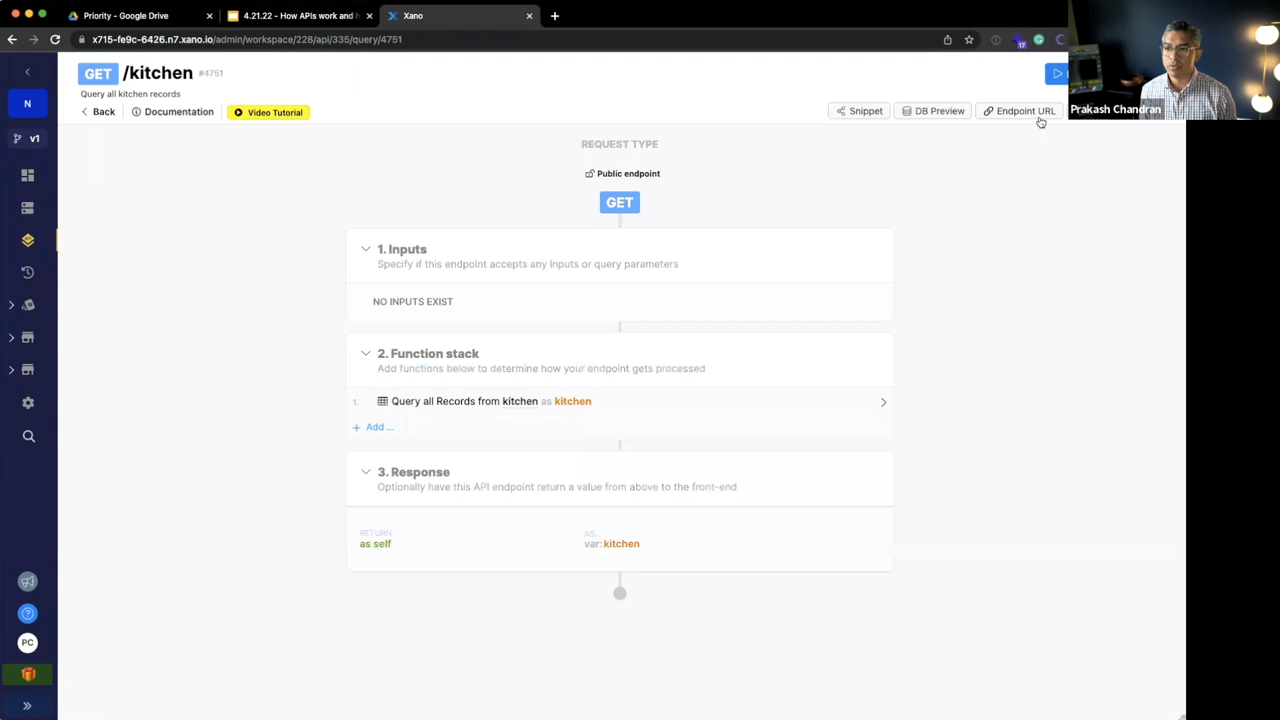 Priority - Google Drive
4.21.22 - How APIs work and h
Xano
x715-fe9c-6426.n7.xano.io/admin/workspace/228/api/335/query/4751
17
GET /kitchen #4751
Query all kitchen records
Back
Documentation
Video Tutorial
Snippet
DB Preview
Endpoint URL
Prakash Chandran
N
v1
REQUEST TYPE
Public endpoint
GET
1. Inputs
Specify if this endpoint accepts any inputs or query parameters
NO INPUTS EXIST
2. Function stack
Add functions below to determine how your endpoint gets processed
1. Query all Records from kitchen as kitchen
Add ...
3. Response
Optionally have this API endpoint return a value from above to the front-end
RETURN
as self
AS...
var: kitchen
PC